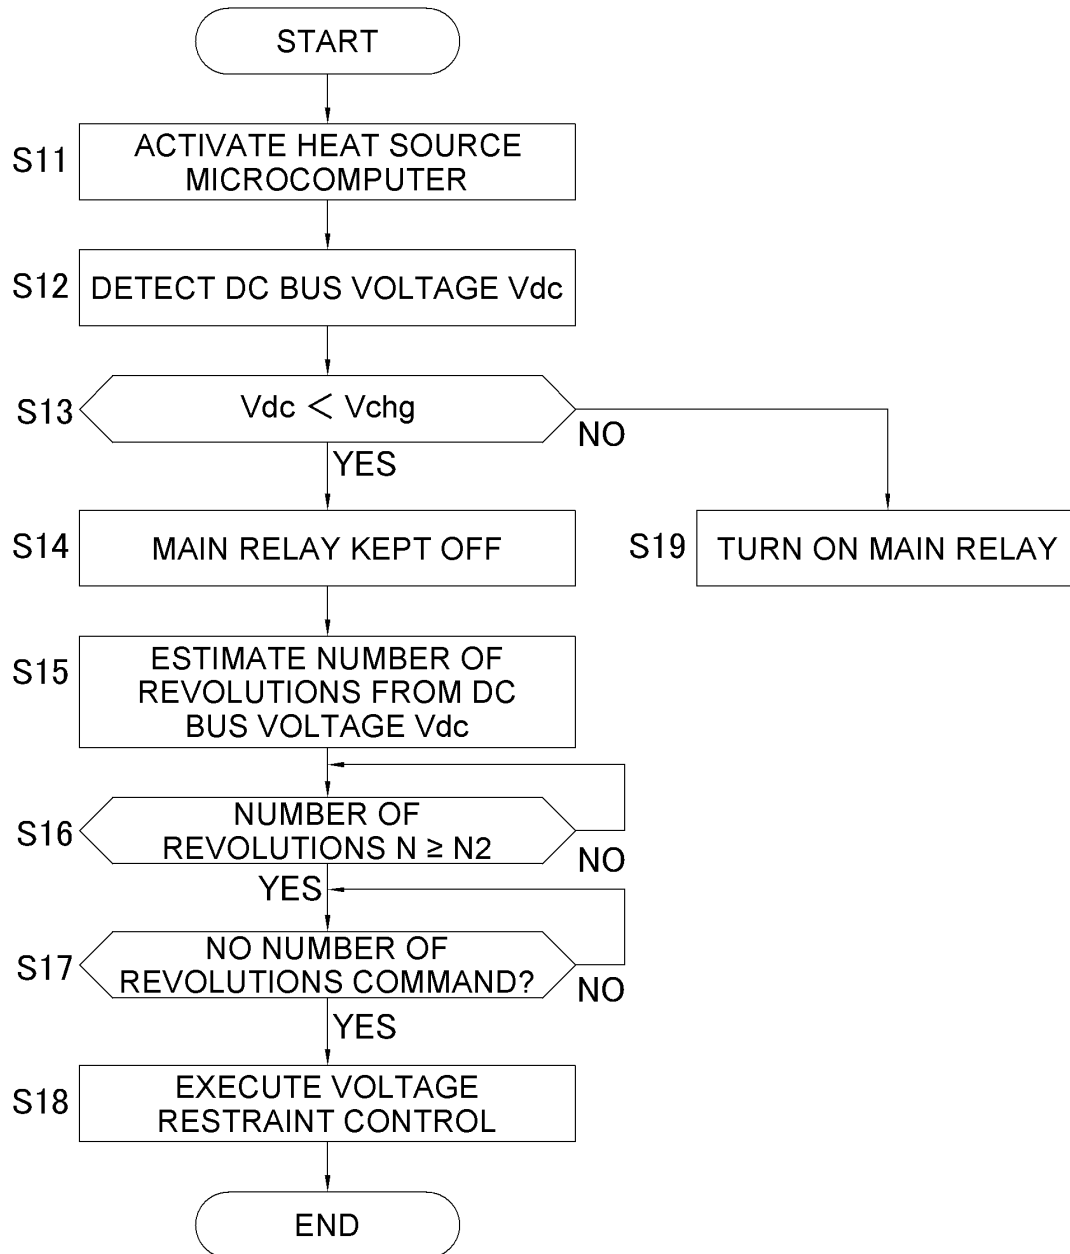 START
S11
ACTIVATE HEAT SOURCE
MICROCOMPUTER
S12
DETECT DC BUS VOLTAGE Vdc
S13
Vdc < Vchg
NO
YES
S14
MAIN RELAY KEPT OFF
S19
TURN ON MAIN RELAY
S15
ESTIMATE NUMBER OF
REVOLUTIONS FROM DC
BUS VOLTAGE Vdc
S16
NUMBER OF
REVOLUTIONS N ≥ N2
NO
YES
S17
NO NUMBER OF
REVOLUTIONS COMMAND?
NO
YES
S18
EXECUTE VOLTAGE
RESTRAINT CONTROL
END